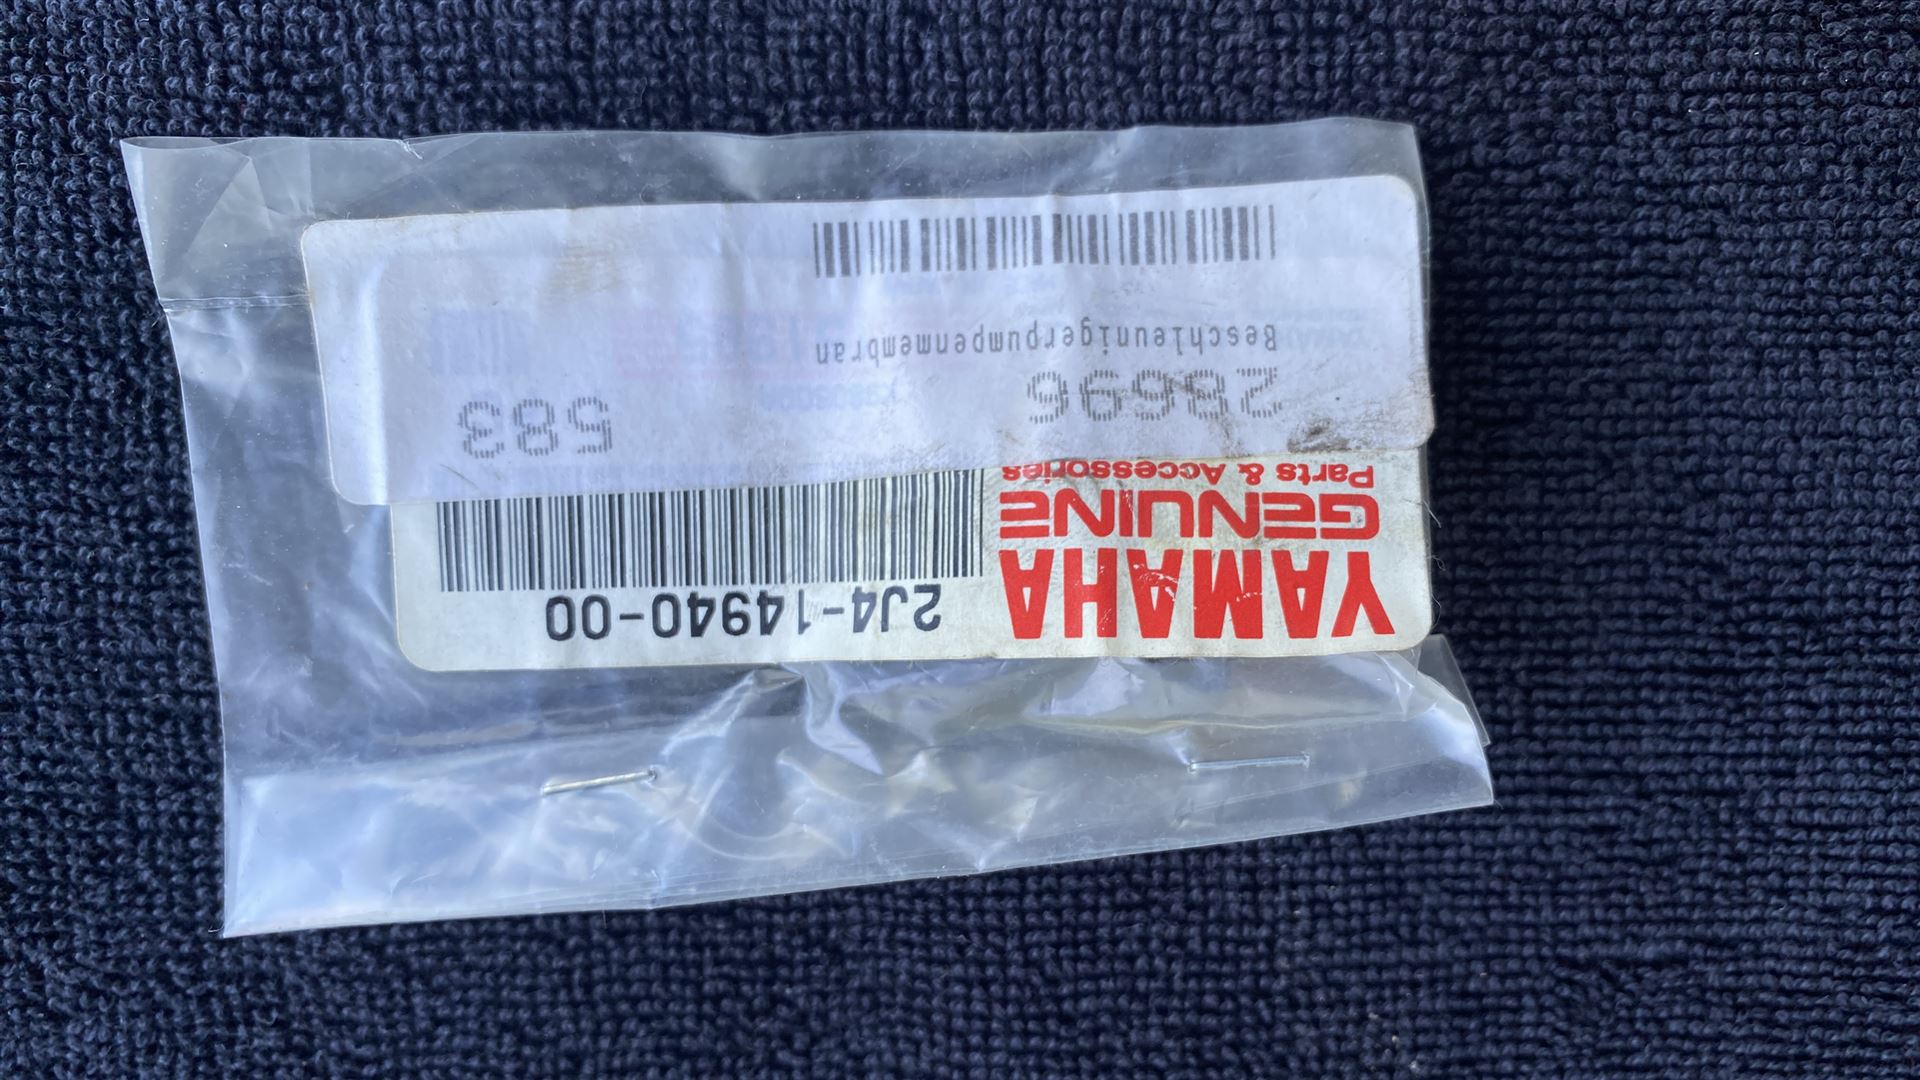 YAMAHA
GENUINE
Parts & Accessories
2J4-14940-00
28696
583
Beschleunigerpumpenmembran